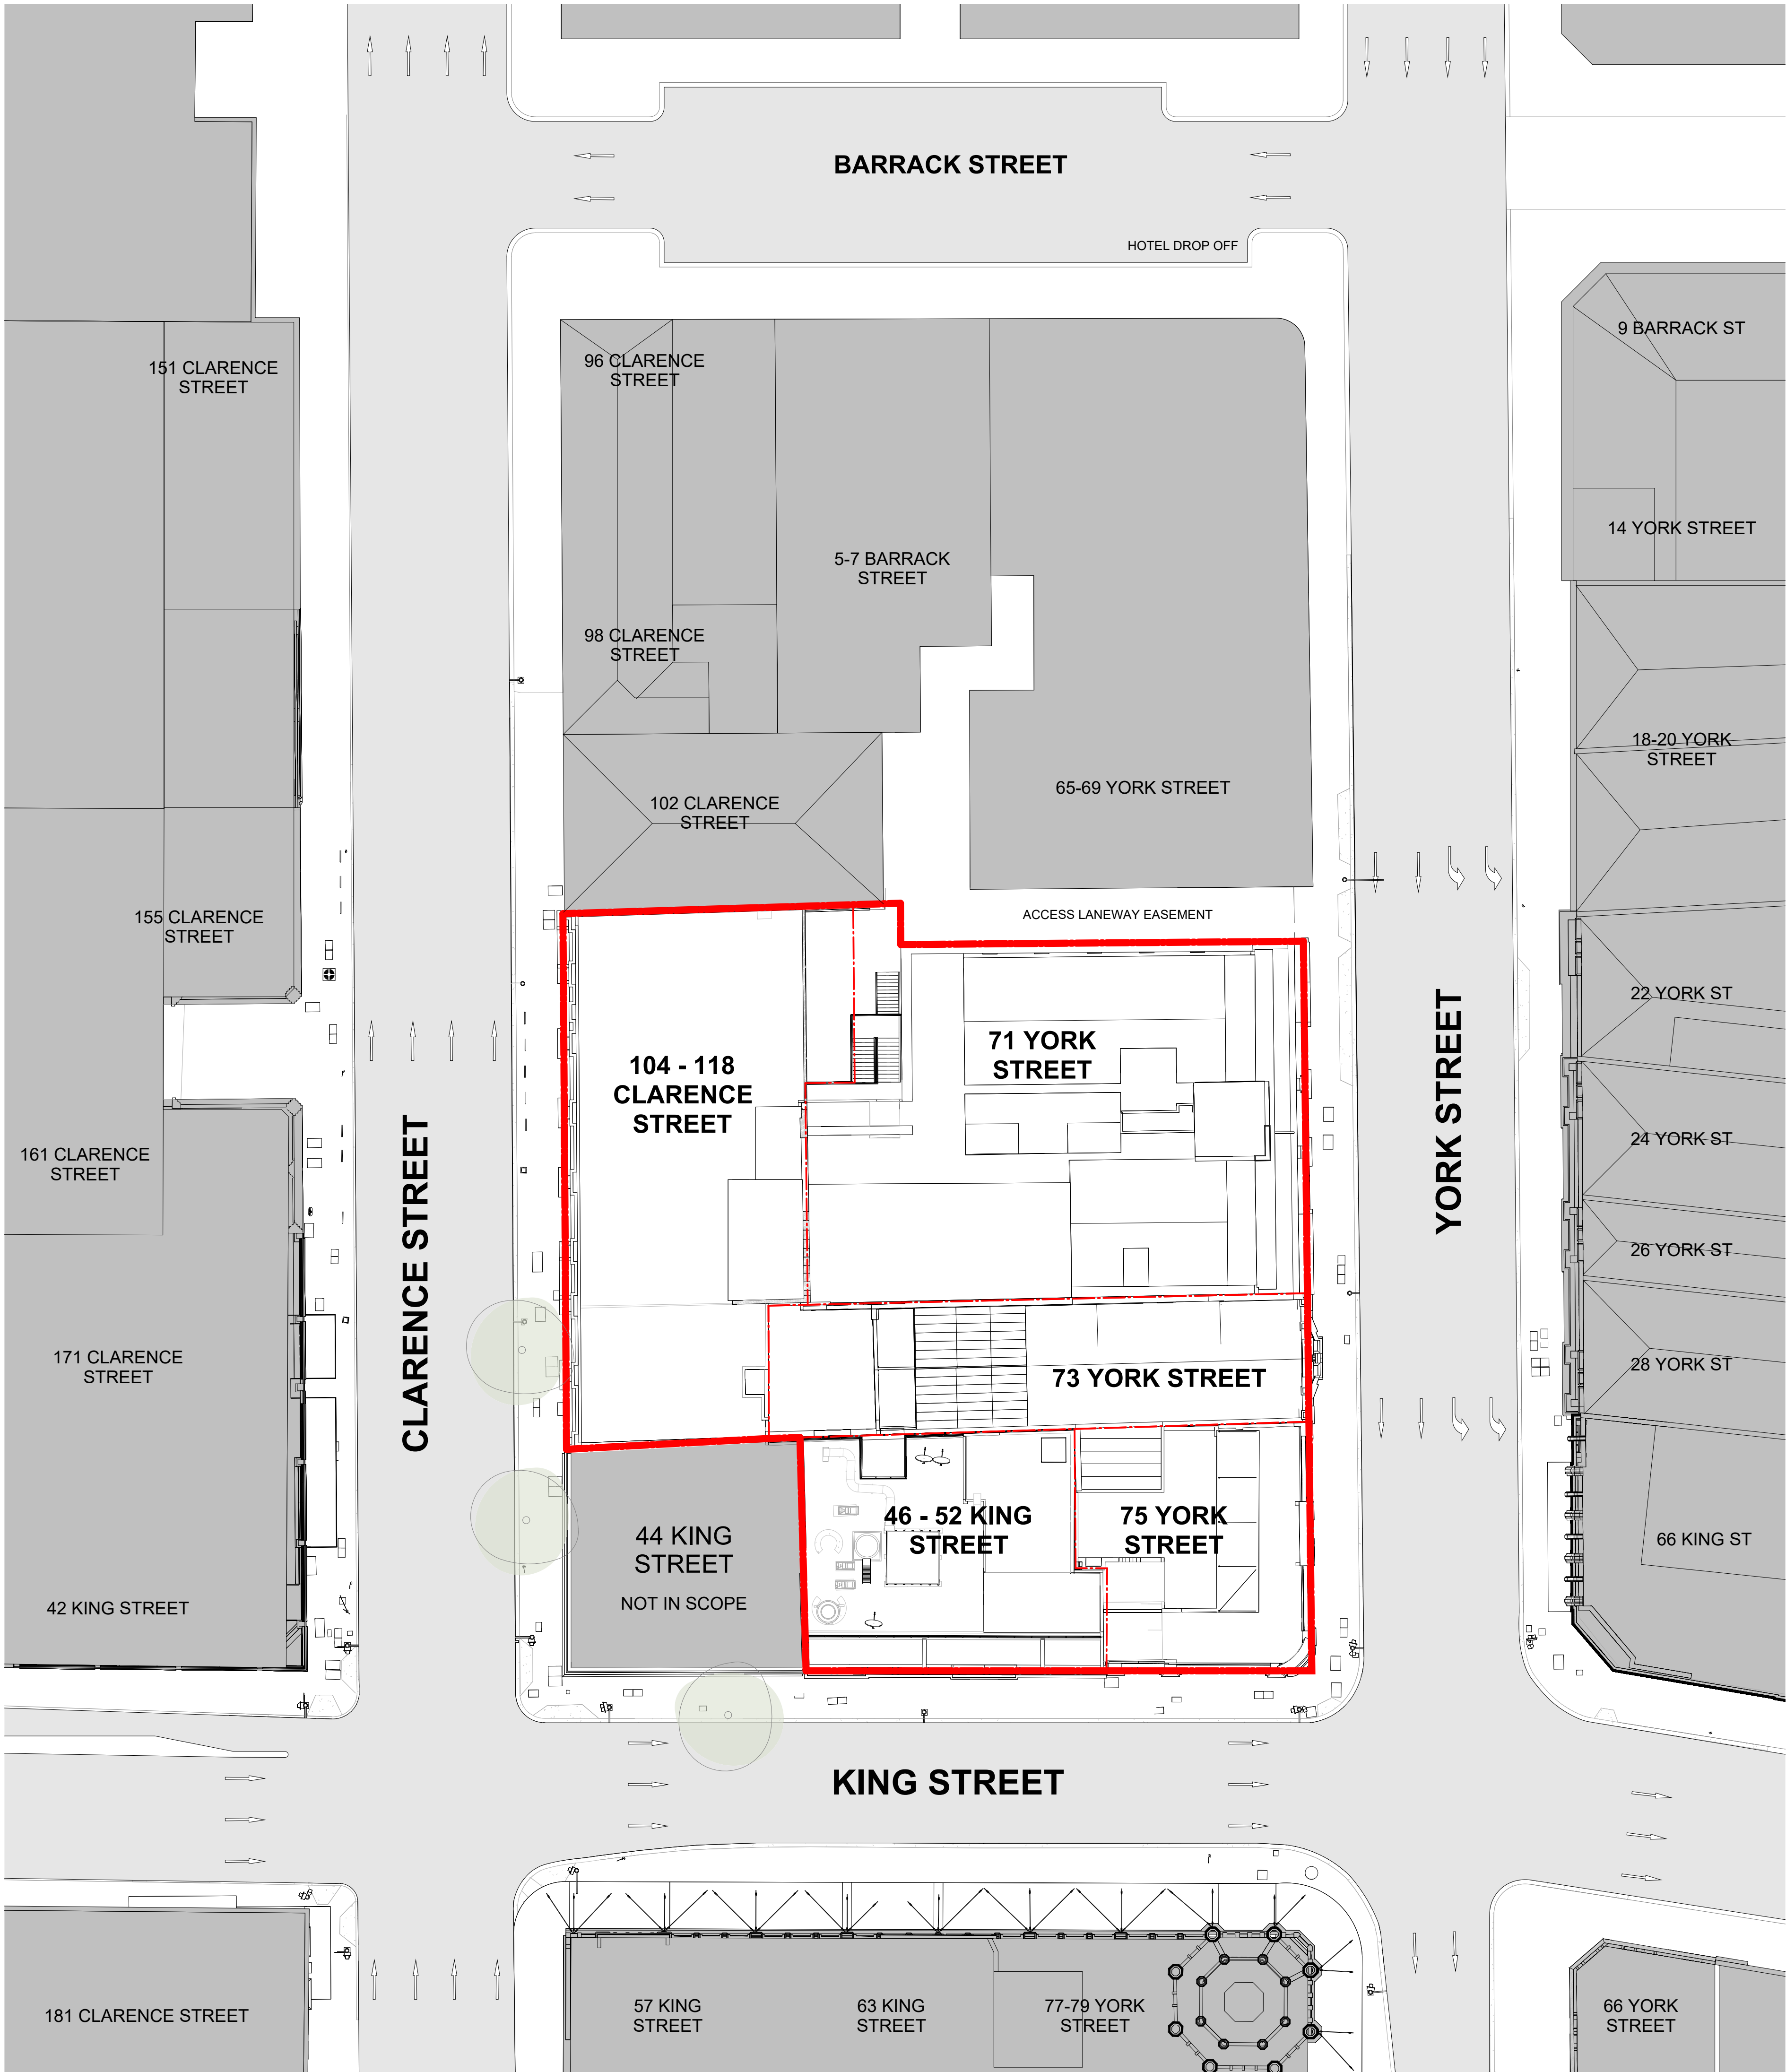 BARRACK STREET
HOTEL DROP OFF
9 BARRACK ST
151 CLARENCE
STREET
96 CLARENCE
STREET
14 YORK STREET
5-7 BARRACK
STREET
98 CLARENCE
STREET
18-20 YORK
STREET
65-69 YORK STREET
102 CLARENCE
STREET
155 CLARENCE
STREET
ACCESS LANEWAY EASEMENT
22 YORK ST
71 YORK
STREET
104 - 118
CLARENCE
STREET
YORK STREET
24 YORK ST
161 CLARENCE
STREET
CLARENCE STREET
26 YORK ST
171 CLARENCE
STREET
73 YORK STREET
28 YORK ST
44 KING
STREET
NOT IN SCOPE
46 - 52 KING
STREET
75 YORK
STREET
66 KING ST
42 KING STREET
KING STREET
181 CLARENCE STREET
57 KING
STREET
63 KING
STREET
77-79 YORK
STREET
66 YORK
STREET